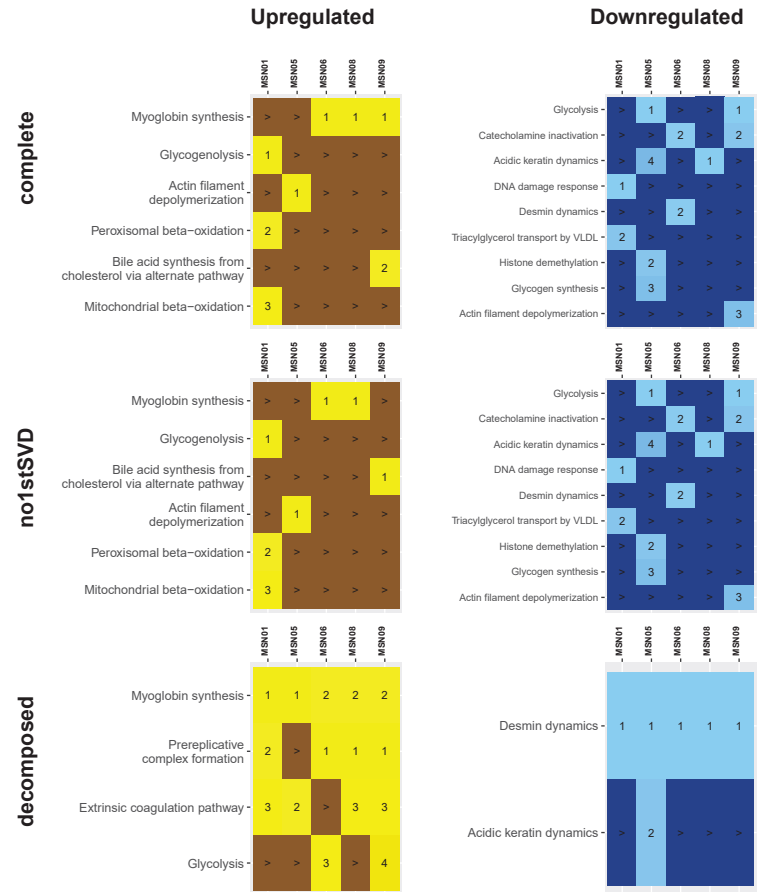 Upregulated
Downregulated
complete
MSN01 MSN05 MSN06 MSN08 MSN09
Myoglobin synthesis > > 1 1 1
Glycogenolysis 1 > > > >
Actin filament
depolymerization > 1 > > >
Peroxisomal beta−oxidation 2 > > > >
Bile acid synthesis from
cholesterol via alternate pathway > > > > 2
Mitochondrial beta−oxidation 3 > > > >
MSN01 MSN05 MSN06 MSN08 MSN09
Glycolysis > 1 > > 1
Catecholamine inactivation > > 2 > 2
Acidic keratin dynamics > 4 > 1 >
DNA damage response 1 > > > >
Desmin dynamics > > 2 > >
Triacylglycerol transport by VLDL 2 > > > >
Histone demethylation > 2 > > >
Glycogen synthesis > 3 > > >
Actin filament depolymerization > > > > 3
no1stSVD
MSN01 MSN05 MSN06 MSN08 MSN09
Myoglobin synthesis > > 1 1 >
Glycogenolysis 1 > > > >
Bile acid synthesis from
cholesterol via alternate pathway > > > > 1
Actin filament
depolymerization > 1 > > >
Peroxisomal beta−oxidation 2 > > > >
Mitochondrial beta−oxidation 3 > > > >
MSN01 MSN05 MSN06 MSN08 MSN09
Glycolysis > 1 > > 1
Catecholamine inactivation > > 2 > 2
Acidic keratin dynamics > 4 > 1 >
DNA damage response 1 > > > >
Desmin dynamics > > 2 > >
Triacylglycerol transport by VLDL 2 > > > >
Histone demethylation > 2 > > >
Glycogen synthesis > 3 > > >
Actin filament depolymerization > > > > 3
decomposed
MSN01 MSN05 MSN06 MSN08 MSN09
Myoglobin synthesis 1 1 2 2 2
Prereplicative
complex formation 2 > 1 1 1
Extrinsic coagulation pathway 3 2 > 3 3
Glycolysis > > 3 > 4
MSN01 MSN05 MSN06 MSN08 MSN09
Desmin dynamics 1 1 1 1 1
Acidic keratin dynamics > 2 > > >